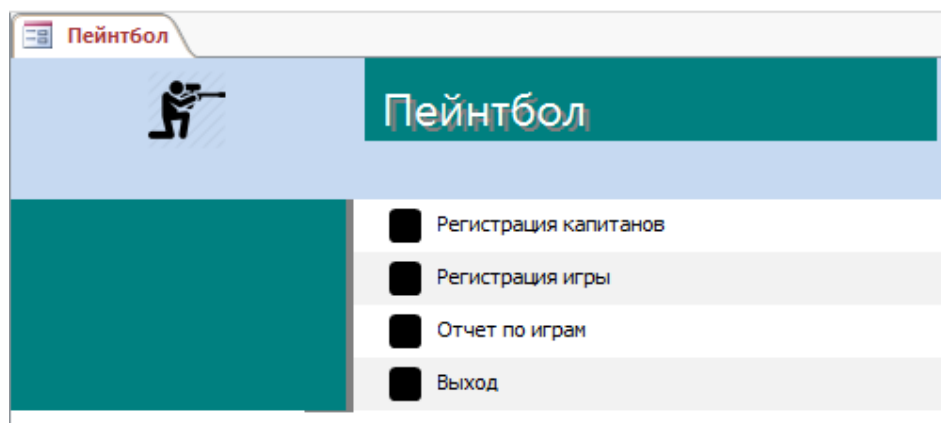 Пейнтбол
Пейнтбол
Регистрация капитанов
Регистрация игры
Отчет по играм
Выход